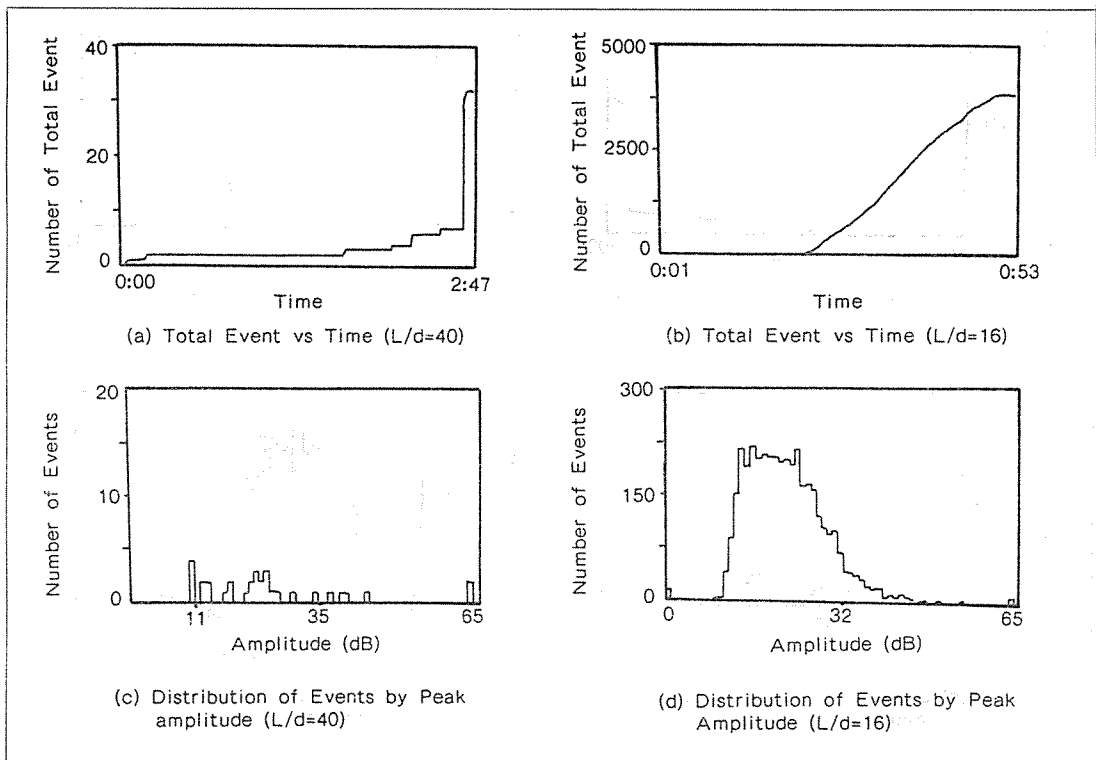 40
20
0
Number of Total Event
0:00
2:47
Time
(a) Total Event vs Time (L/d=40)
5000
2500
0
Number of Total Event
0:01
0:53
Time
(b) Total Event vs Time (L/d=16)
20
10
0
Number of Events
11
35
65
Amplitude (dB)
(c) Distribution of Events by Peak
amplitude (L/d=40)
300
150
0
Number of Events
0
32
65
Amplitude (dB)
(d) Distribution of Events by Peak
Amplitude (L/d=16)